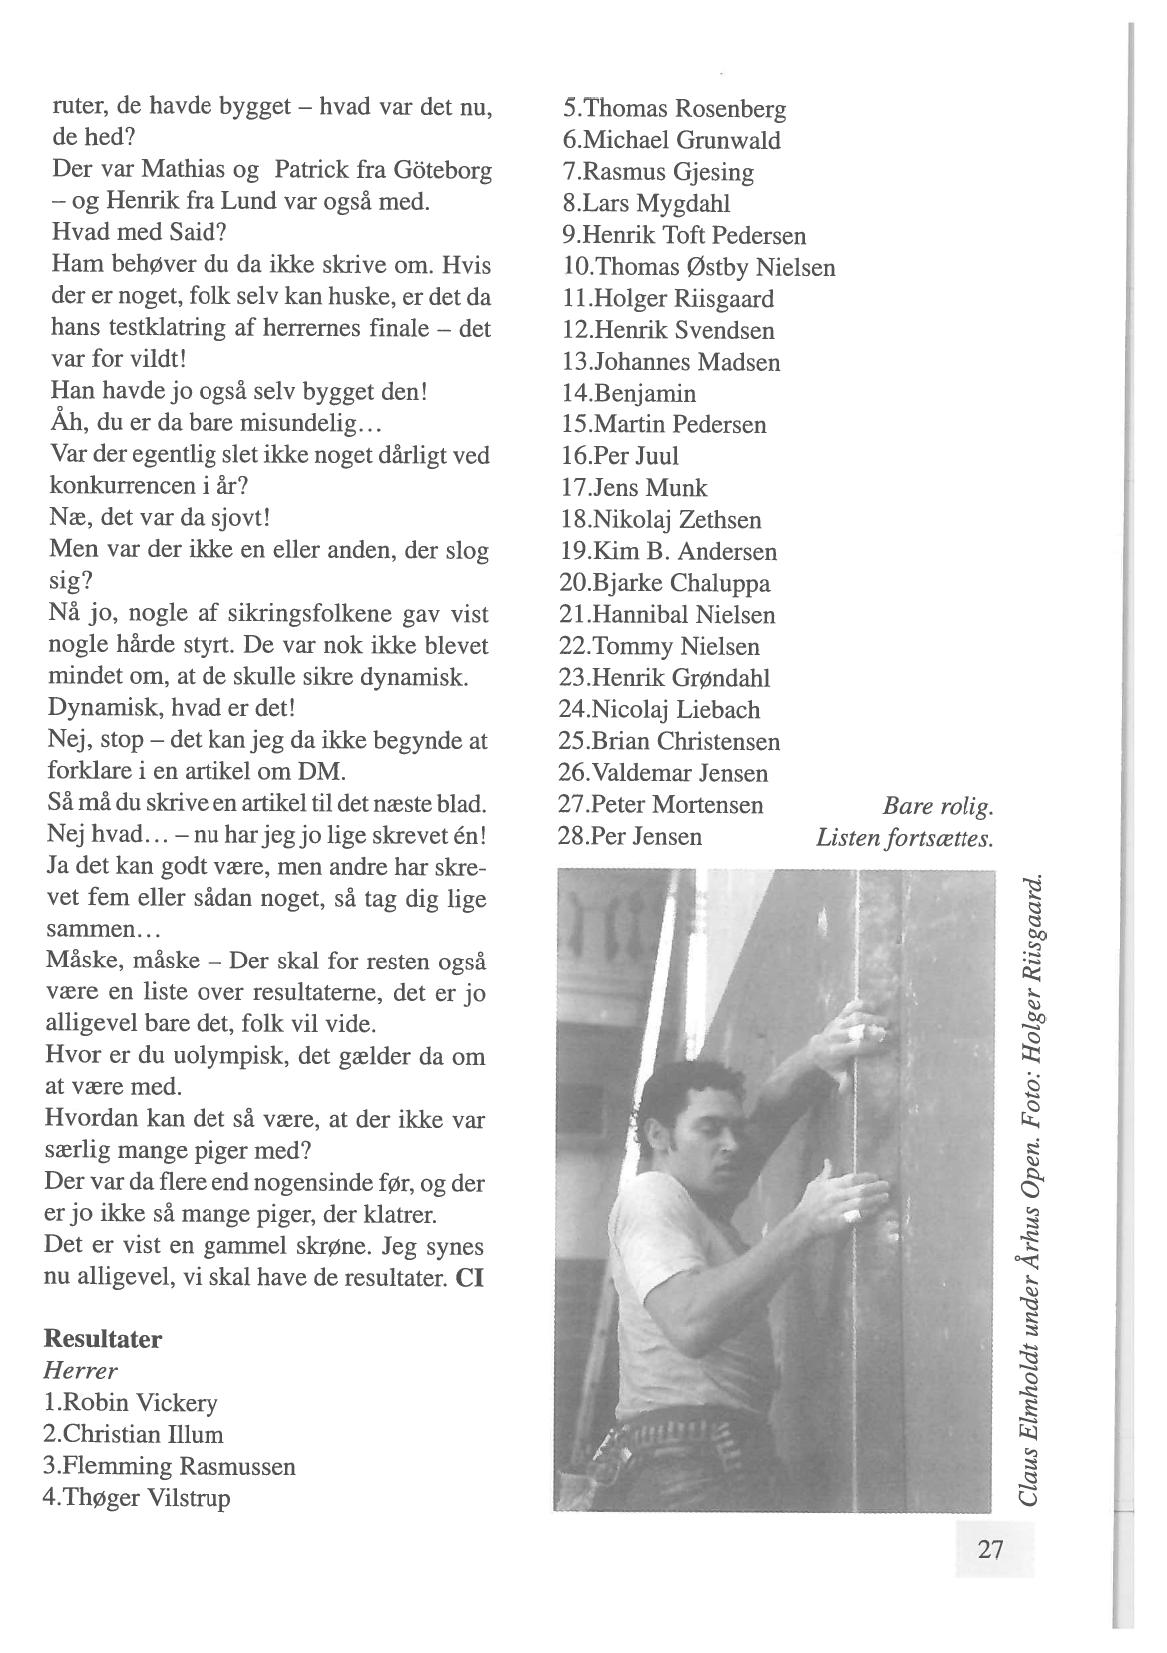 ruter, de havde bygget – hvad var det nu,
de hed?
Der var Mathias og Patrick fra Göteborg
– og Henrik fra Lund var også med.
Hvad med Said?
Ham behøver du da ikke skrive om. Hvis
der er noget, folk selv kan huske, er det da
hans testklatring af herrernes finale – det
var for vildt!
Han havde jo også selv bygget den!
Åh, du er da bare misundelig...
Var der egentlig slet ikke noget dårligt ved
konkurrencen i år?
Næ, det var da sjovt!
Men var der ikke en eller anden, der slog
sig?
Nå jo, nogle af sikringsfolkene gav vist
nogle hårde styrt. De var nok ikke blevet
mindet om, at de skulle sikre dynamisk.
Dynamisk, hvad er det!
Nej, stop – det kan jeg da ikke begynde at
forklare i en artikel om DM.
Så må du skrive en artikel til det næste blad.
Nej hvad... – nu har jeg jo lige skrevet én!
Ja det kan godt være, men andre har skre-
vet fem eller sådan noget, så tag dig lige
sammen...
Måske, måske – Der skal for resten også
være en liste over resultaterne, det er jo
alligevel bare det, folk vil vide.
Hvor er du uolympisk, det gælder da om
at være med.
Hvordan kan det så være, at der ikke var
særlig mange piger med?
Der var da flere end nogensinde før, og der
er jo ikke så mange piger, der klatrer.
Det er vist en gammel skrøne. Jeg synes
nu alligevel, vi skal have de resultater. CI
Resultater
Herrer
1.Robin Vickery
2.Christian Illum
3.Flemming Rasmussen
4.Thøger Vilstrup
5.Thomas Rosenberg
6.Michael Grunwald
7.Rasmus Gjesing
8.Lars Mygdahl
9.Henrik Toft Pedersen
10.Thomas Østby Nielsen
11.Holger Riisgaard
12.Henrik Svendsen
13.Johannes Madsen
14.Benjamin
15.Martin Pedersen
16.Per Juul
17.Jens Munk
18.Nikolaj Zethsen
19.Kim B. Andersen
20.Bjarke Chaluppa
21.Hannibal Nielsen
22.Tommy Nielsen
23.Henrik Grøndahl
24.Nicolaj Liebach
25.Brian Christensen
26.Valdemar Jensen
27.Peter Mortensen
28.Per Jensen
Bare rolig.
Listen fortsættes.
Claus Elmholdt under Århus Open. Foto: Holger Riisgaard.
27